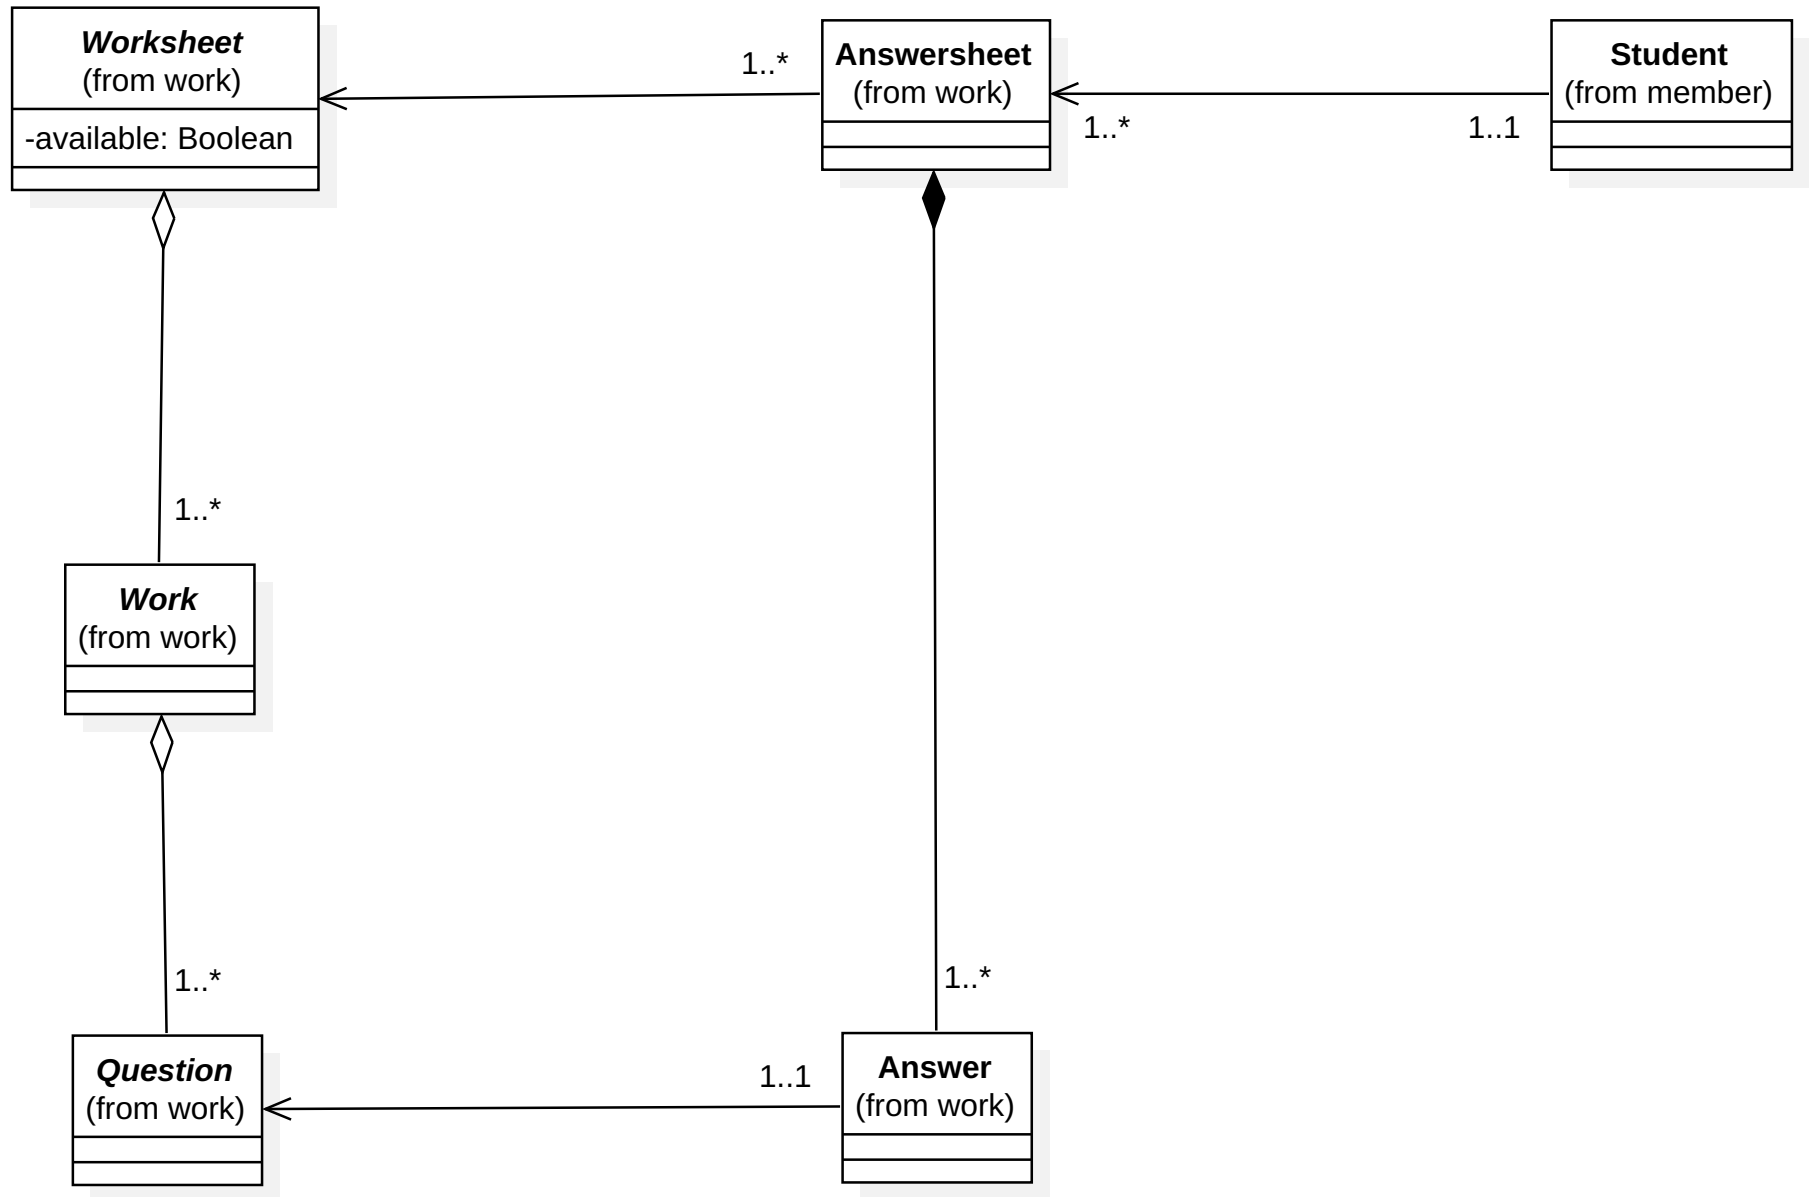 Worksheet
(from work)
-available: Boolean
1..*
Answersheet
(from work)
1..*
1..1
Student
(from member)
1..*
Work
(from work)
1..*
Question
(from work)
1..1
1..*
Answer
(from work)